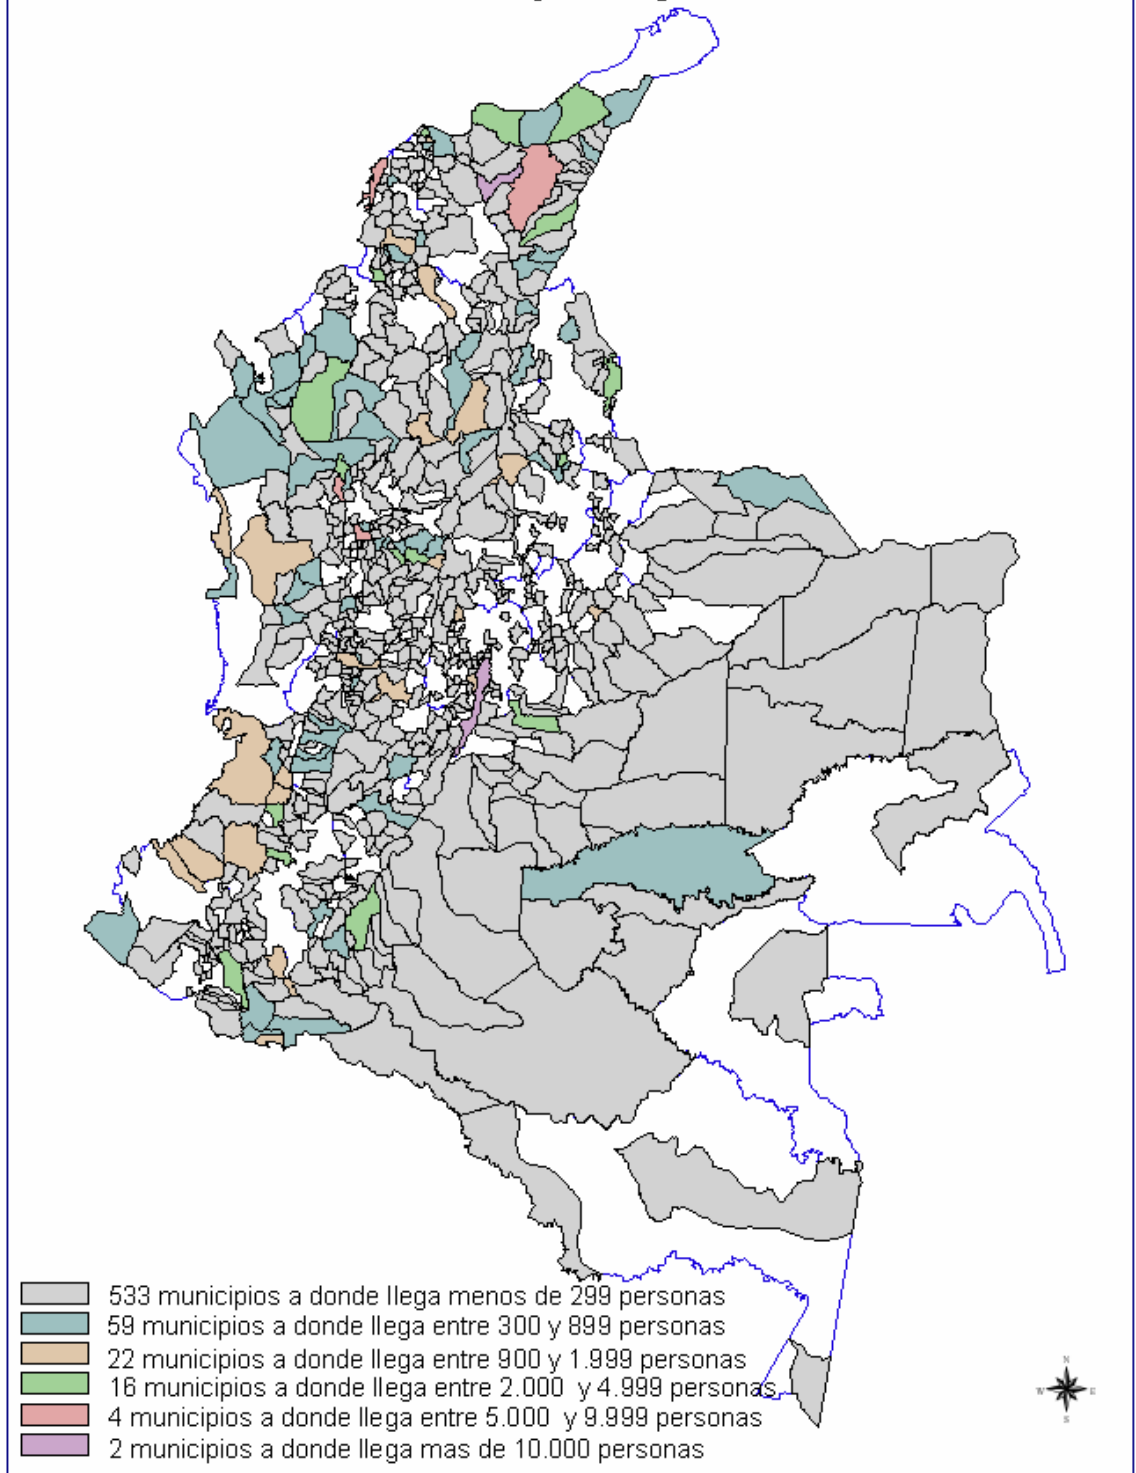 533 municipios a donde llega menos de 299 personas
59 municipios a donde llega entre 300 y 899 personas
22 municipios a donde llega entre 900 y 1.999 personas
16 municipios a donde llega entre 2.000 y 4.999 personas
4 municipios a donde llega entre 5.000 y 9.999 personas
2 municipios a donde llega mas de 10.000 personas
N
W E
S